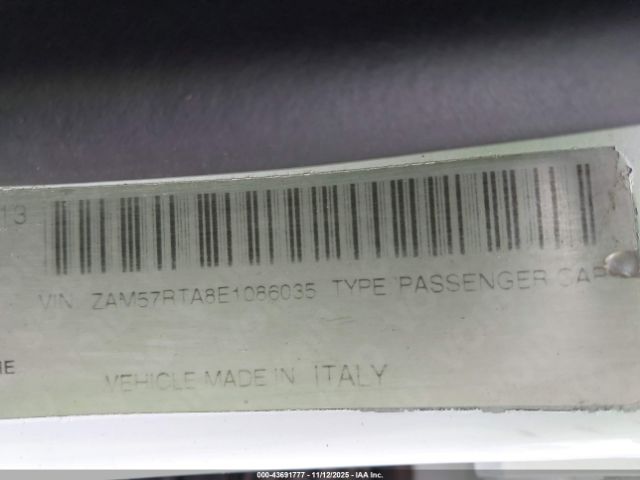 13
VIN: ZAM57RTA8E1086035 TYPE: PASSENGER CAR
VEHICLE MADE IN ITALY
000-43691777 - 11/12/2025 - IAA Inc.